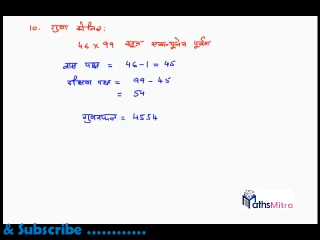 10. गुणा कीजिए:
46 × 99 सूत्र एकन्यूनेन पूर्वेण
वाम पक्ष = 46 - 1 = 45
दक्षिण पक्ष = 99 - 45
= 54
गुणनफल = 4554
MathsMitra
& Subscribe ............